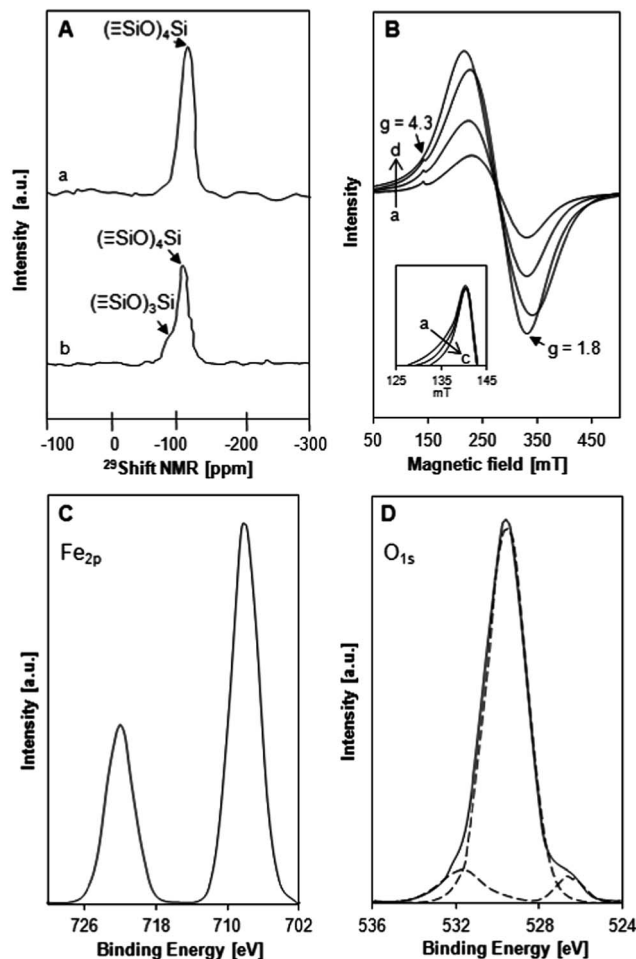 A
(≡SiO)₄Si
a
(≡SiO)₄Si
(≡SiO)₃Si
b
Intensity [a.u.]
-100 0 -100 -200 -300
²⁹Shift NMR [ppm]
B
g = 4.3
d
a
Intensity
a
c
125 135 145
mT
g = 1.8
50 150 250 350 450
Magnetic field [mT]
C
Fe₂ₚ
Intensity [a.u.]
726 718 710 702
Binding Energy [eV]
D
O₁ₛ
Intensity [a.u.]
536 532 528 524
Binding Energy [eV]